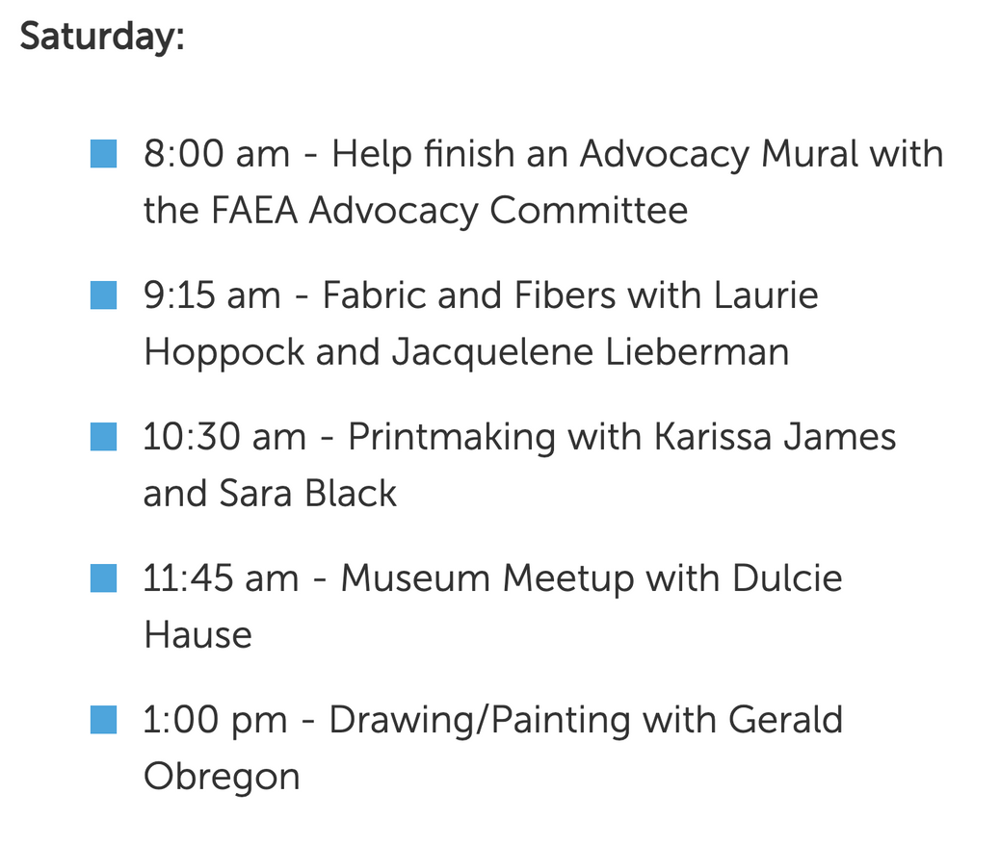 Saturday:
8:00 am - Help finish an Advocacy Mural with
the FAEA Advocacy Committee
9:15 am - Fabric and Fibers with Laurie
Hoppock and Jacquelene Lieberman
10:30 am - Printmaking with Karissa James
and Sara Black
11:45 am - Museum Meetup with Dulcie
Hause
1:00 pm - Drawing/Painting with Gerald
Obregon